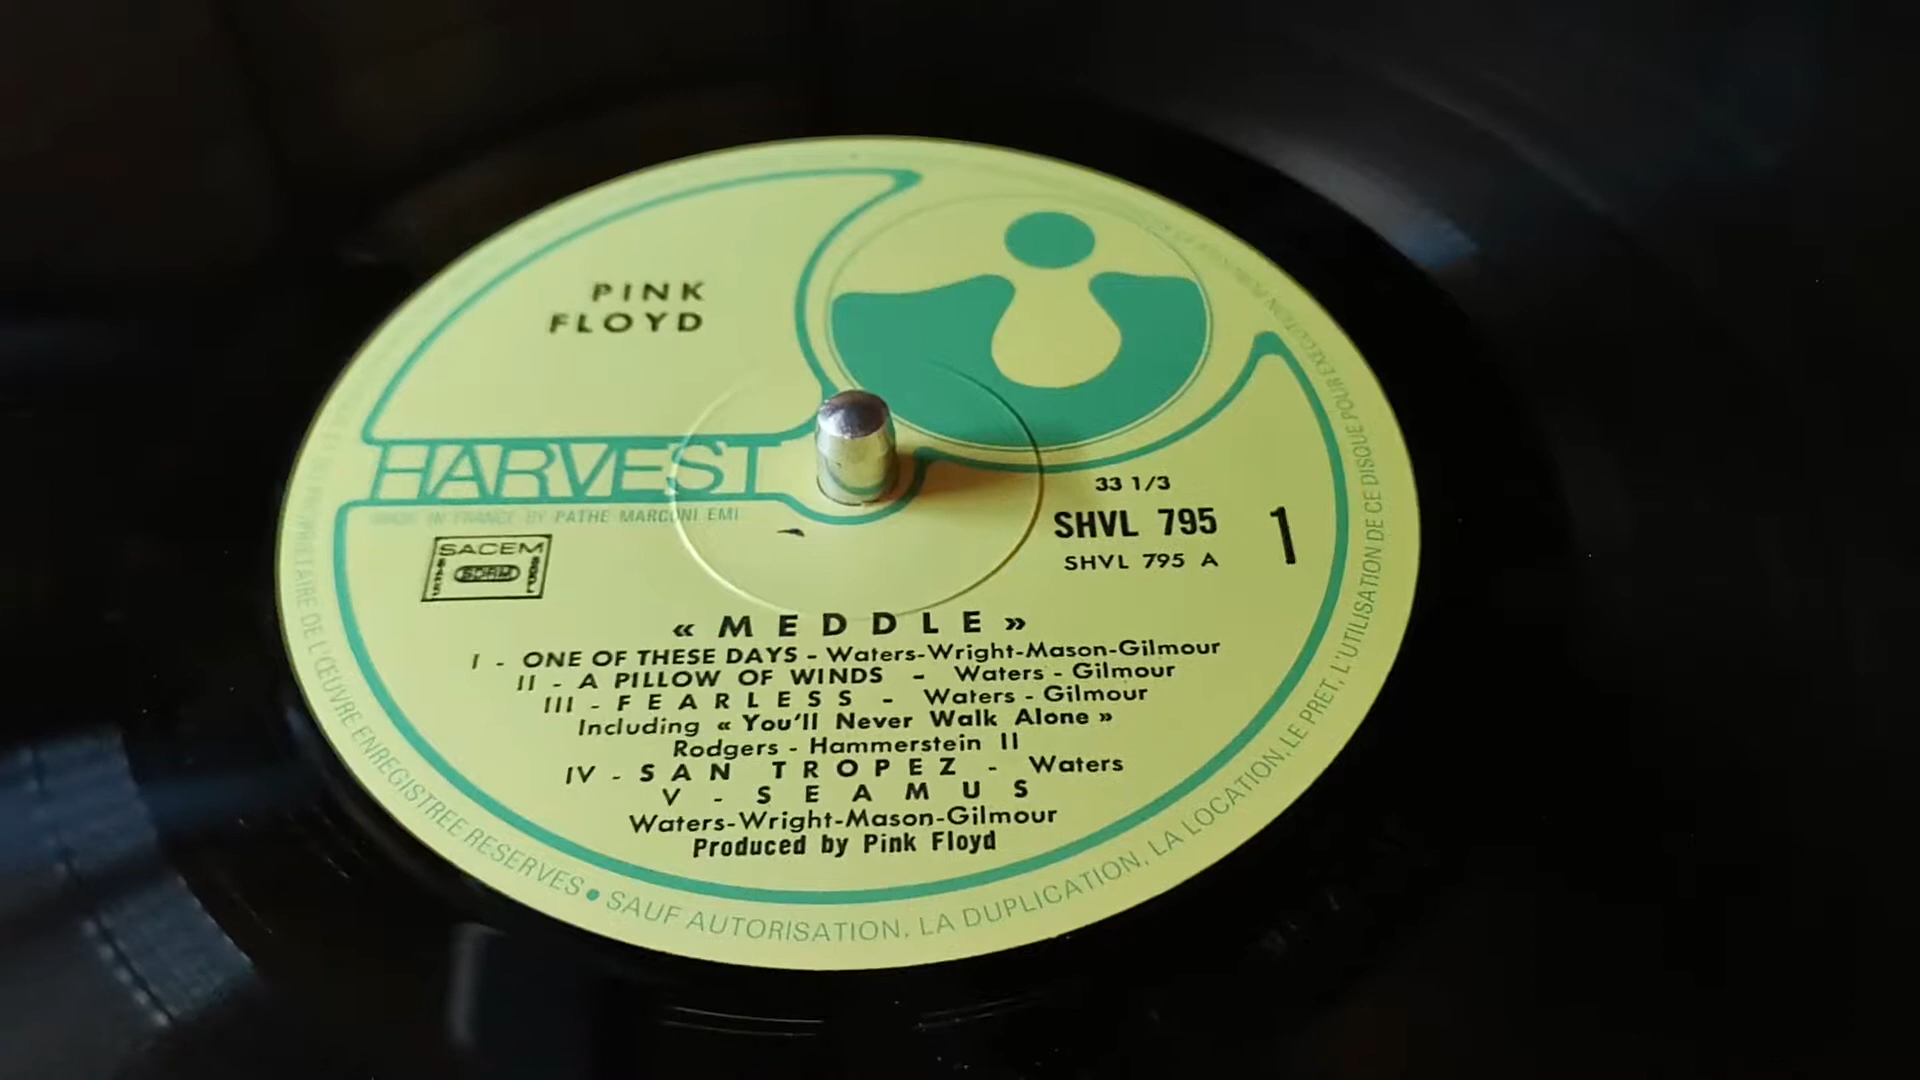 PINK
FLOYD
HARVEST
MADE IN FRANCE BY PATHE MARCONI EMI
SACEM
SDRM
33 1/3
SHVL 795
SHVL 795 A
1
« MEDDLE »
I - ONE OF THESE DAYS - Waters-Wright-Mason-Gilmour
II - A PILLOW OF WINDS - Waters - Gilmour
III - FEARLESS - Waters - Gilmour
Including « You'll Never Walk Alone »
Rodgers - Hammerstein II
IV - SAN TROPEZ - Waters
V - SEAMUS
Waters-Wright-Mason-Gilmour
Produced by Pink Floyd
DE L'ŒUVRE ENREGISTREE RESERVES • SAUF AUTORISATION, LA DUPLICATION, LA LOCATION, LE PRET, L'UTILISATION DE CE DISQUE POUR EXECUTION